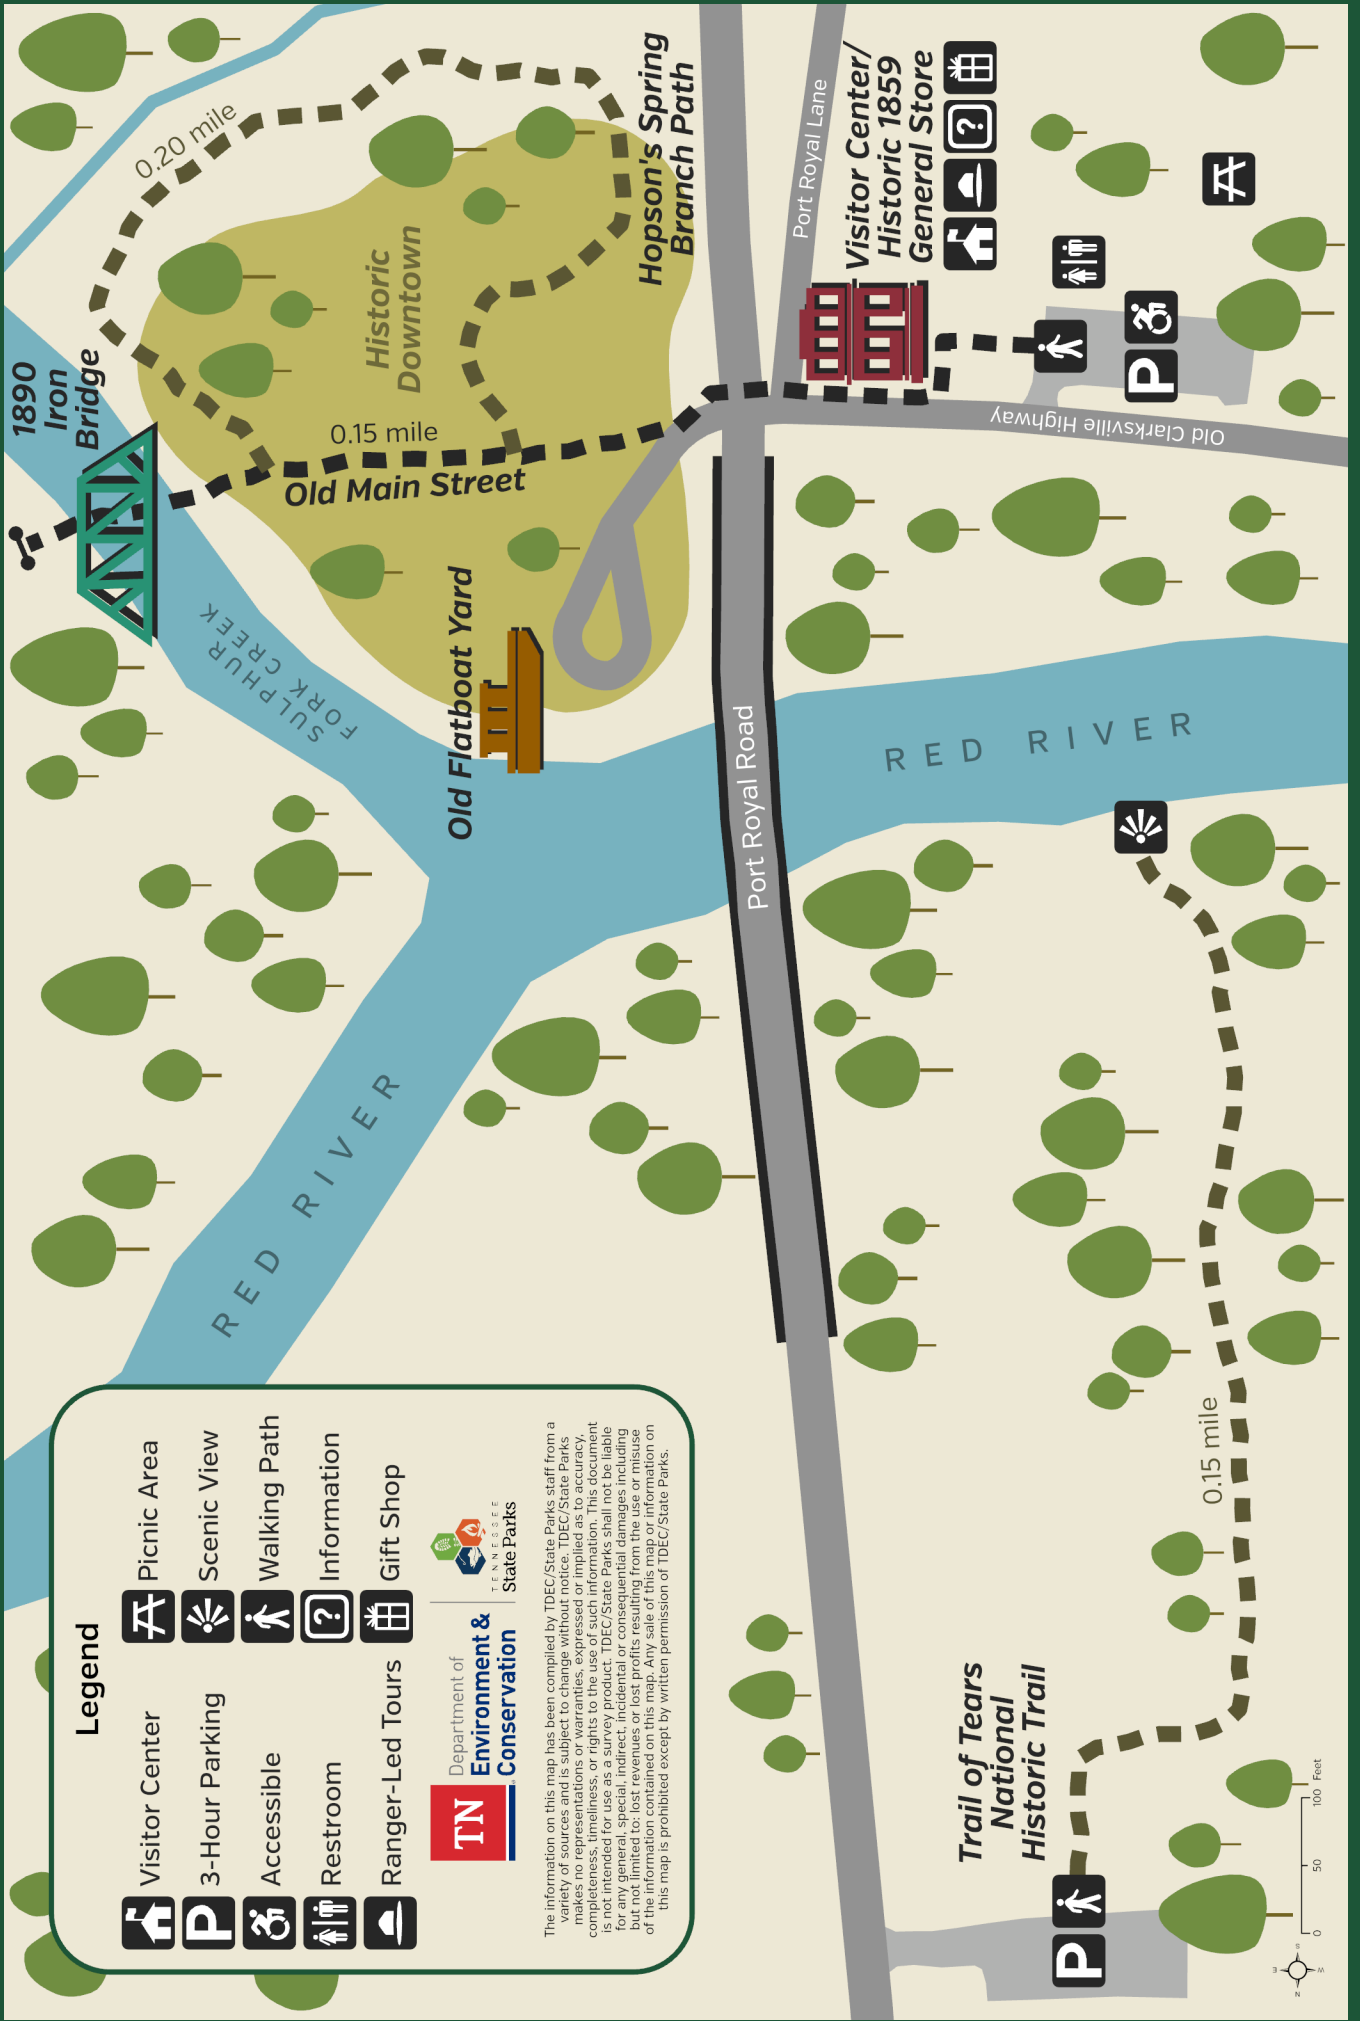 1890
Iron
Bridge
0.20 mile
Historic
Downtown
Hopson's Spring
Branch Path
Port Royal Lane
Visitor Center/
Historic 1859
General Store
0.15 mile
Old Main Street
SULPHUR
FORK CREEK
Old Flatboat Yard
Old Clarksville Highway
Port Royal Road
RED RIVER
RED RIVER
0.15 mile
Trail of Tears
National
Historic Trail
P
P
Legend
Visitor Center
P 3-Hour Parking
Accessible
Restroom
Ranger-Led Tours
Picnic Area
Scenic View
Walking Path
? Information
Gift Shop
?
TN
Department of
Environment &
Conservation
TENNESSEE
State Parks
The information on this map has been compiled by TDEC/State Parks staff from a
variety of sources and is subject to change without notice. TDEC/State Parks
makes no representations or warranties, expressed or implied as to accuracy,
completeness, timeliness, or rights to the use of such information. This document
is not intended for use as a survey product. TDEC/State Parks shall not be liable
for any general, special, indirect, incidental or consequential damages including
but not limited to: lost revenues or lost profits resulting from the use or misuse
of the information contained on this map. Any sale of this map or information on
this map is prohibited except by written permission of TDEC/State Parks.
0 50 100 Feet
N
E
S
W